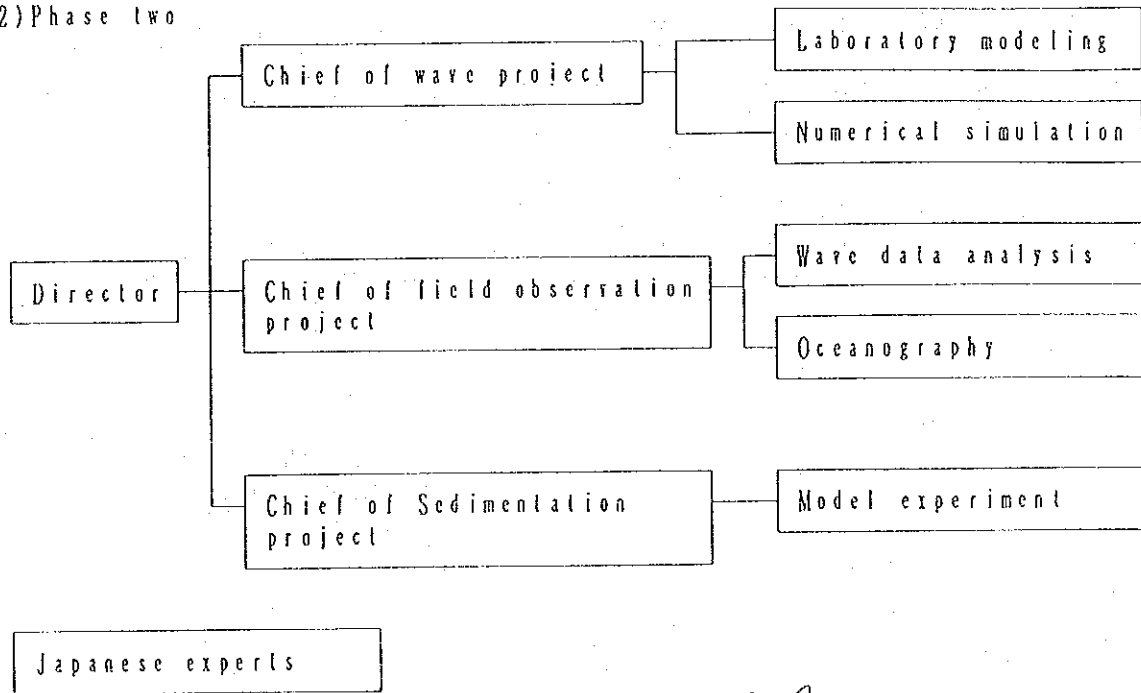 2)Phase two
Laboratory modeling
Chief of wave project
Numerical simulation
Wave data analysis
Director
Chief of field observation
project
Oceanography
Chief of Sedimentation
project
Model experiment
Japanese experts